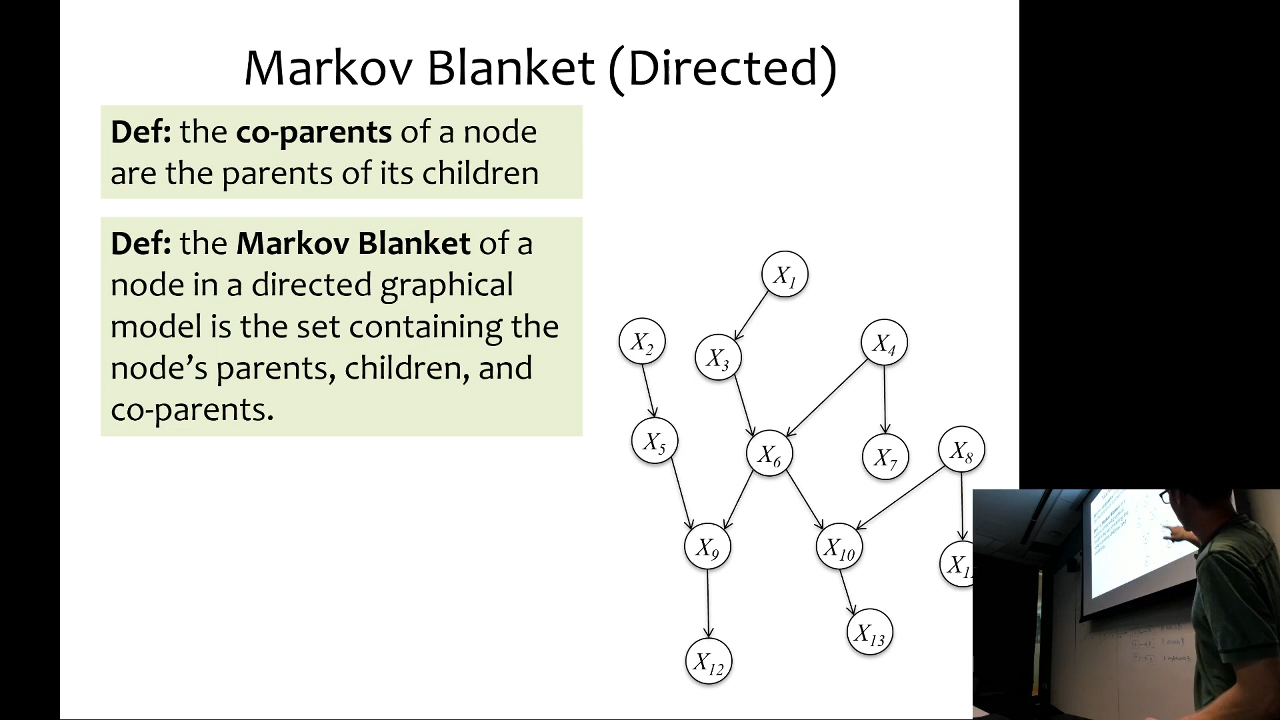 Markov Blanket (Directed)
Def: the co-parents of a node
are the parents of its children
Def: the Markov Blanket of a
node in a directed graphical
model is the set containing the
node's parents, children, and
co-parents.
X1
X2
X3
X4
X5
X6
X7
X8
X9
X10
X13
X12